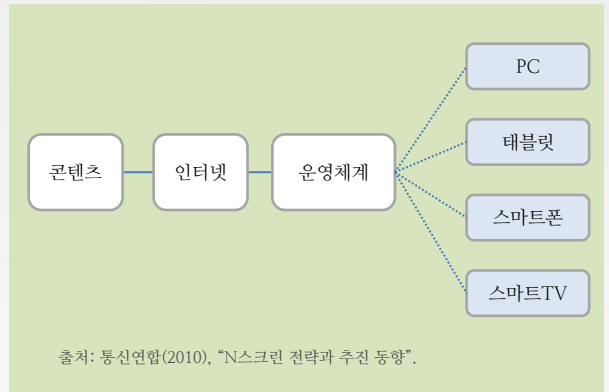 콘텐츠
인터넷
운영체계
PC
태블릿
스마트폰
스마트TV
출처: 통신연합(2010), “N스크린 전략과 추진 동향”.